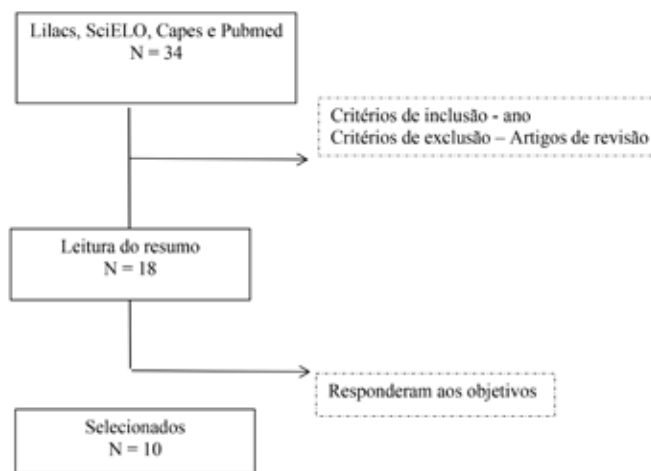 Lilacs, SciELO, Capes e Pubmed
N = 34
Critérios de inclusão - ano
Critérios de exclusão – Artigos de revisão
Leitura do resumo
N = 18
Responderam aos objetivos
Selecionados
N = 10